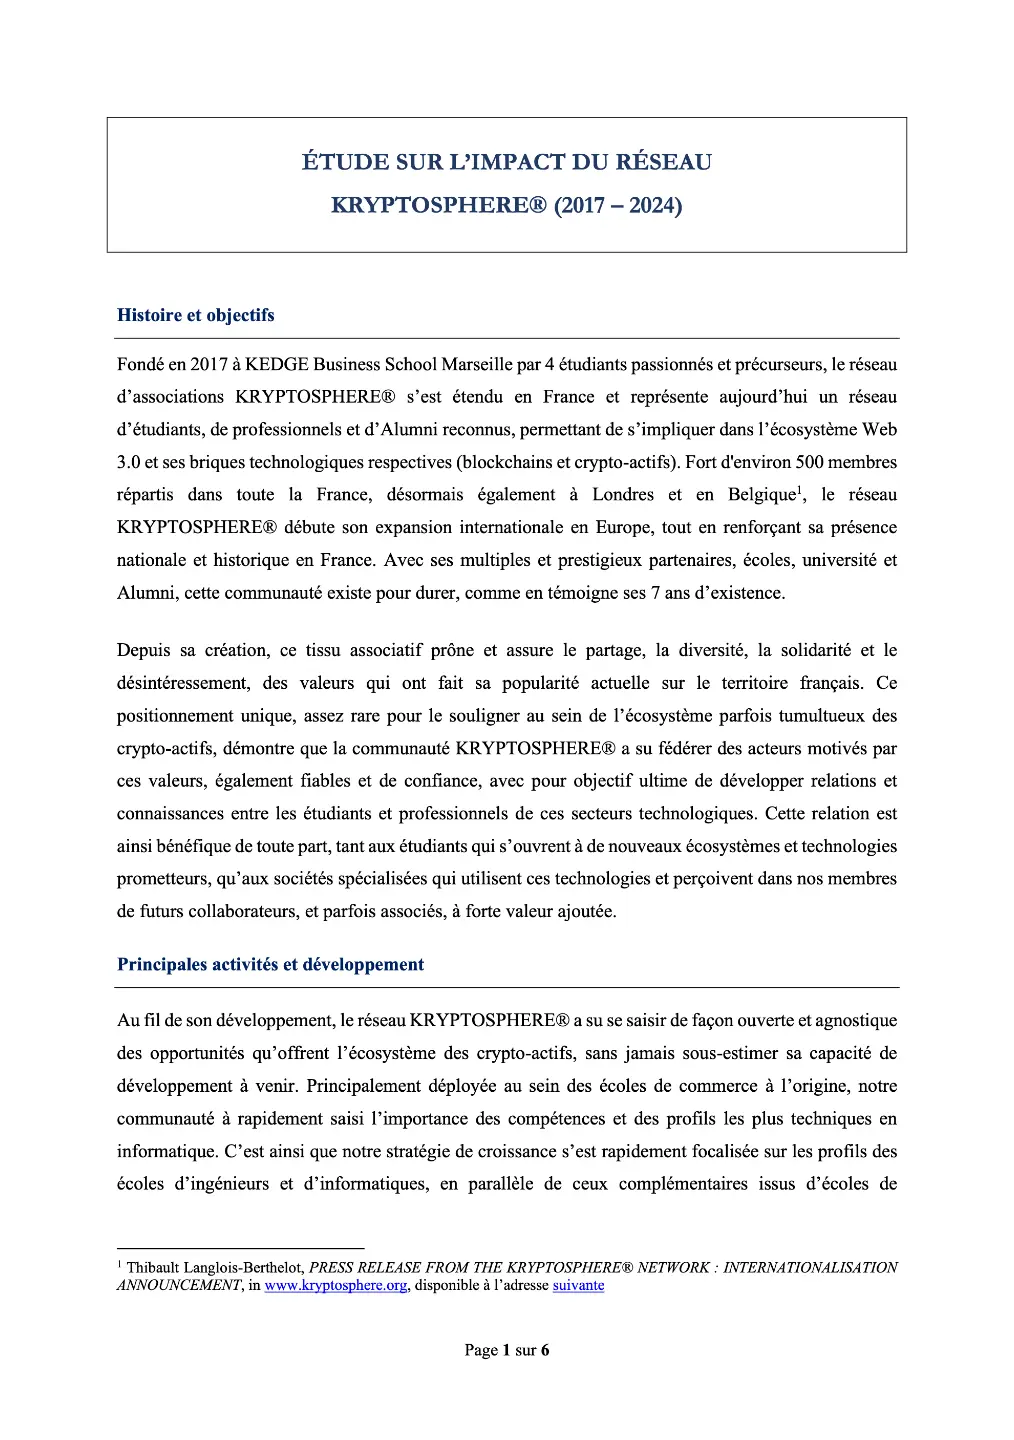 ÉTUDE SUR L’IMPACT DU RÉSEAU
KRYPTOSPHERE® (2017 – 2024)
Histoire et objectifs
Fondé en 2017 à KEDGE Business School Marseille par 4 étudiants passionnés et précurseurs, le réseau
d’associations KRYPTOSPHERE® s’est étendu en France et représente aujourd’hui un réseau
d’étudiants, de professionnels et d’Alumni reconnus, permettant de s’impliquer dans l’écosystème Web
3.0 et ses briques technologiques respectives (blockchains et crypto-actifs). Fort d'environ 500 membres
répartis dans toute la France, désormais également à Londres et en Belgique1, le réseau
KRYPTOSPHERE® débute son expansion internationale en Europe, tout en renforçant sa présence
nationale et historique en France. Avec ses multiples et prestigieux partenaires, écoles, université et
Alumni, cette communauté existe pour durer, comme en témoigne ses 7 ans d’existence.
Depuis sa création, ce tissu associatif prône et assure le partage, la diversité, la solidarité et le
désintéressement, des valeurs qui ont fait sa popularité actuelle sur le territoire français. Ce
positionnement unique, assez rare pour le souligner au sein de l’écosystème parfois tumultueux des
crypto-actifs, démontre que la communauté KRYPTOSPHERE® a su fédérer des acteurs motivés par
ces valeurs, également fiables et de confiance, avec pour objectif ultime de développer relations et
connaissances entre les étudiants et professionnels de ces secteurs technologiques. Cette relation est
ainsi bénéfique de toute part, tant aux étudiants qui s’ouvrent à de nouveaux écosystèmes et technologies
prometteurs, qu’aux sociétés spécialisées qui utilisent ces technologies et perçoivent dans nos membres
de futurs collaborateurs, et parfois associés, à forte valeur ajoutée.
Principales activités et développement
Au fil de son développement, le réseau KRYPTOSPHERE® a su se saisir de façon ouverte et agnostique
des opportunités qu’offrent l’écosystème des crypto-actifs, sans jamais sous-estimer sa capacité de
développement à venir. Principalement déployée au sein des écoles de commerce à l’origine, notre
communauté à rapidement saisi l’importance des compétences et des profils les plus techniques en
informatique. C’est ainsi que notre stratégie de croissance s’est rapidement focalisée sur les profils des
écoles d’ingénieurs et d’informatiques, en parallèle de ceux complémentaires issus d’écoles de
1 Thibault Langlois-Berthelot, PRESS RELEASE FROM THE KRYPTOSPHERE® NETWORK : INTERNATIONALISATION
ANNOUNCEMENT, in www.kryptosphere.org, disponible à l’adresse suivante
Page 1 sur 6